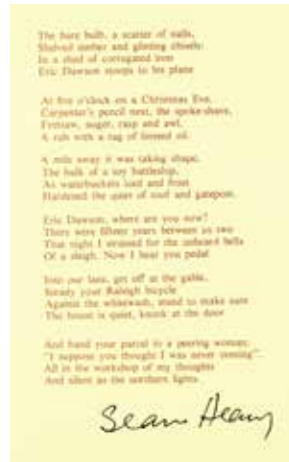 The bare bulb, a scatter of nails,
Shelved timber and glinting chisels:
In a shed of corrugated iron
Eric Dawson stoops to his plane
At five o'clock on a Christmas Eve.
Carpenter's pencil next, the spoke-shave,
Fretsaw, auger, rasp and awl,
A rub with a rag of linseed oil.
A mile away it was taking shape,
The hulk of a toy battleship,
As waterbuckets iced and frost
Hardened the quiet of roof and gatepost.
Eric Dawson, where are you now?
There were fifteen years between us two
That night I strained for the unheard bells
Of a sleigh. Now I hear you pedal
Into our lane, get off at the gable,
Steady your Raleigh bicycle
Against the whitewash, stand to make sure
The house is quiet, knock at the door
And hand your parcel to a peering woman:
"I suppose you thought I was never coming".
All in the workshop of my thoughts
And silent as the northern lights.
Seamus Heaney